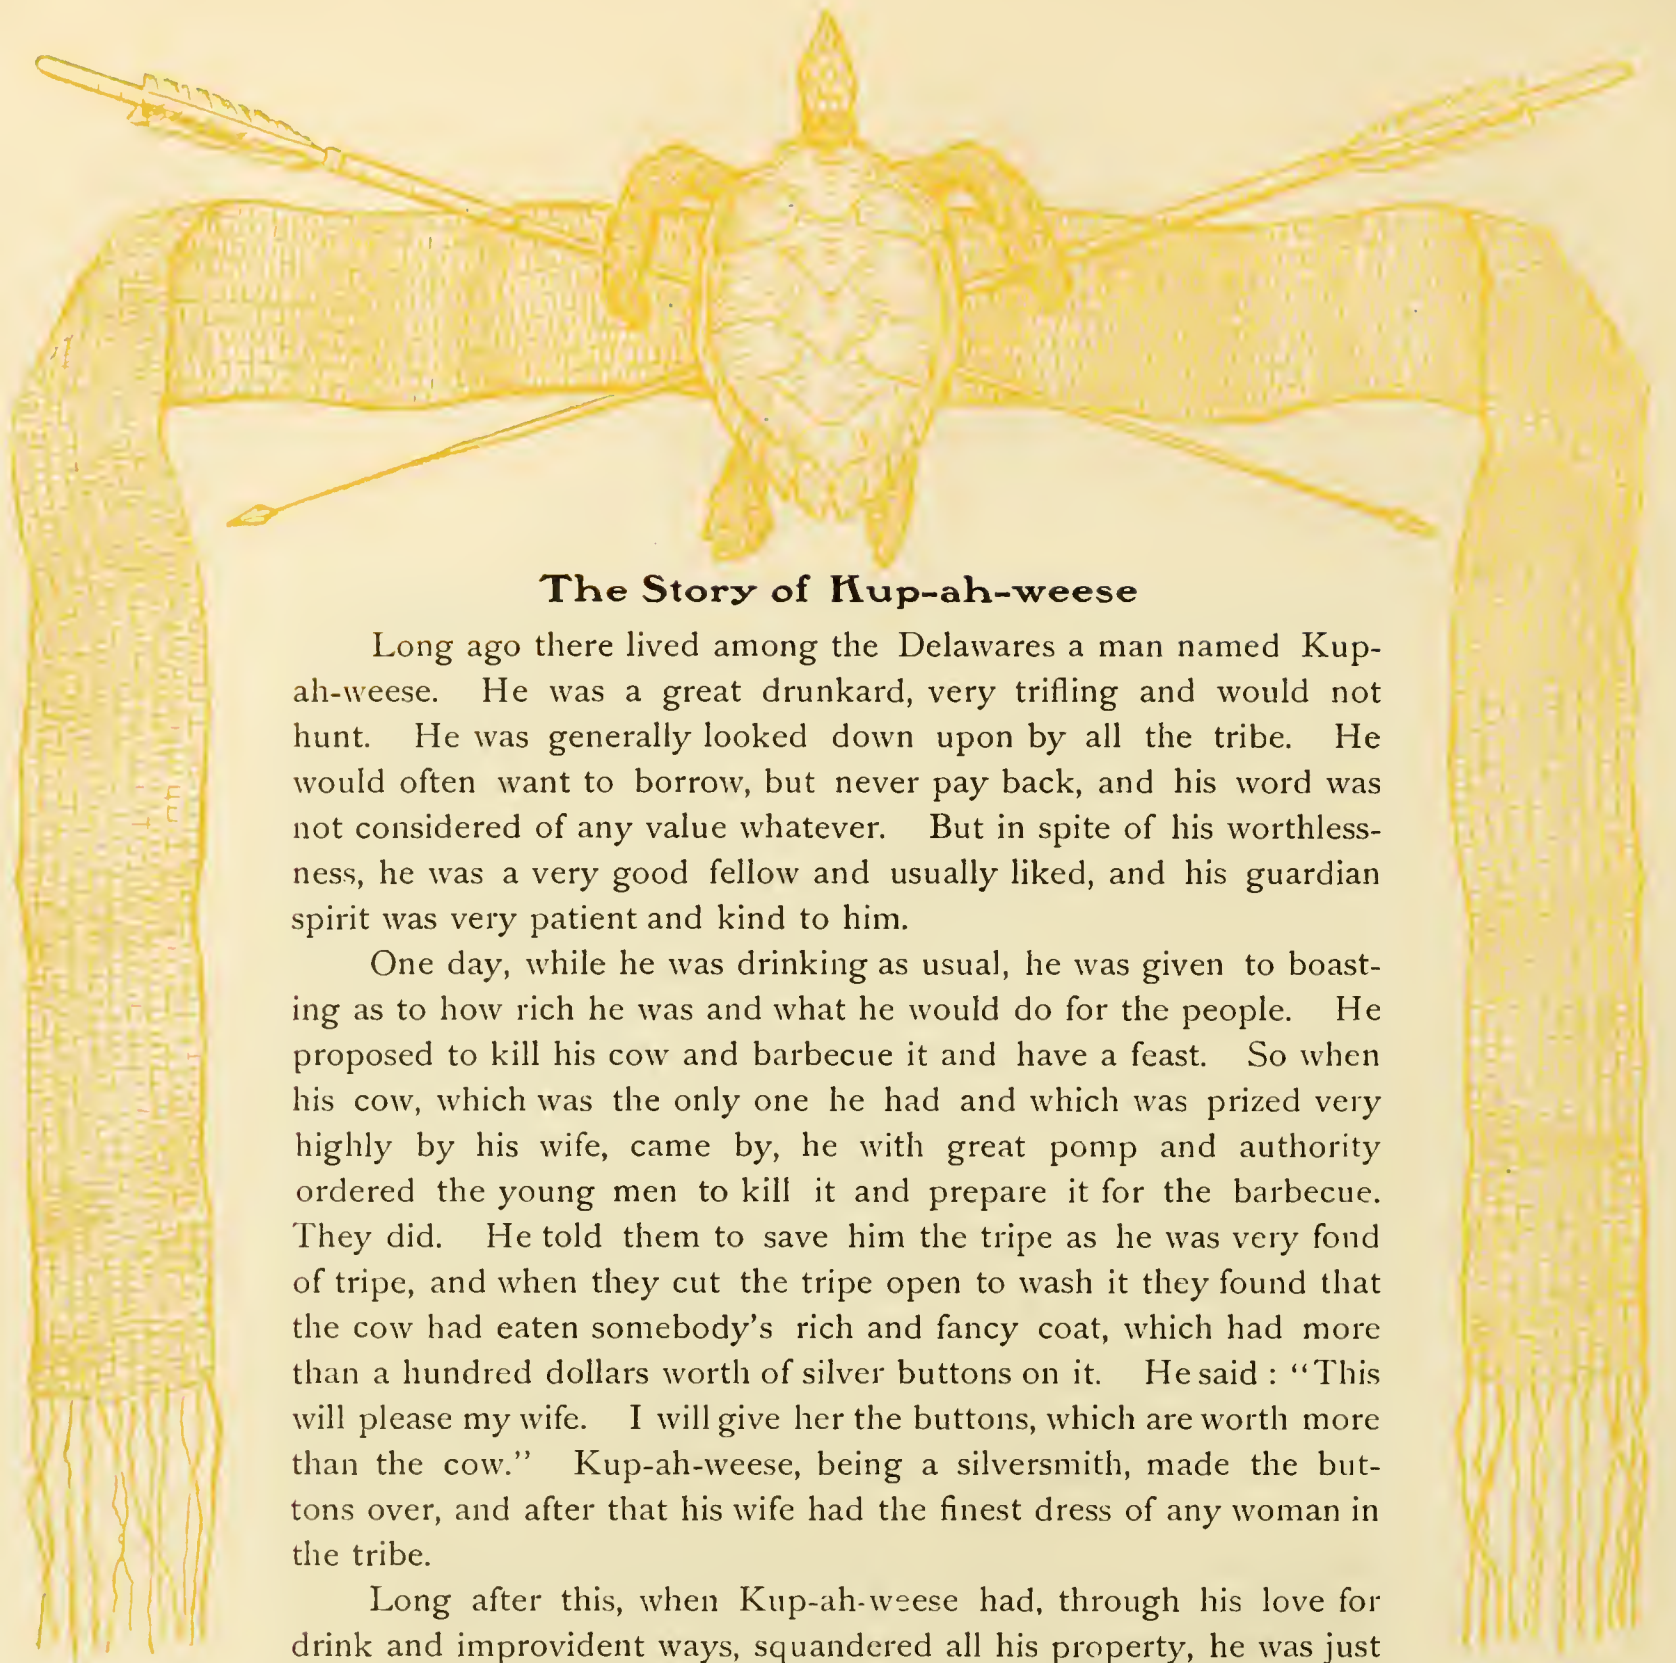 The Story of Kup-ah-weese
Long ago there lived among the Delawares a man named Kup-
ah-weese. He was a great drunkard, very trifling and would not
hunt. He was generally looked down upon by all the tribe. He
would often want to borrow, but never pay back, and his word was
not considered of any value whatever. But in spite of his worthless-
ness, he was a very good fellow and usually liked, and his guardian
spirit was very patient and kind to him.
One day, while he was drinking as usual, he was given to boast-
ing as to how rich he was and what he would do for the people. He
proposed to kill his cow and barbecue it and have a feast. So when
his cow, which was the only one he had and which was prized very
highly by his wife, came by, he with great pomp and authority
ordered the young men to kill it and prepare it for the barbecue.
They did. He told them to save him the tripe as he was very fond
of tripe, and when they cut the tripe open to wash it they found that
the cow had eaten somebody's rich and fancy coat, which had more
than a hundred dollars worth of silver buttons on it. He said : "This
will please my wife. I will give her the buttons, which are worth more
than the cow." Kup-ah-weese, being a silversmith, made the but-
tons over, and after that his wife had the finest dress of any woman in
the tribe.
Long after this, when Kup-ah-weese had, through his love for
drink and improvident ways, squandered all his property, he was just